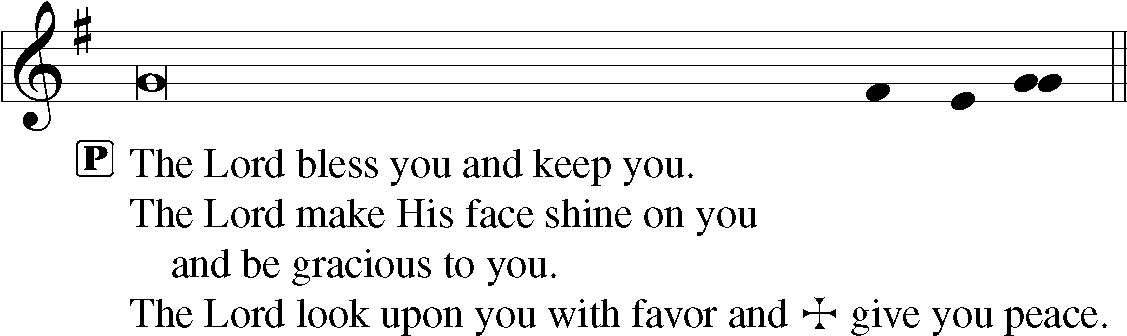 P The Lord bless you and keep you.
The Lord make His face shine on you
and be gracious to you.
The Lord look upon you with favor and ☩ give you peace.